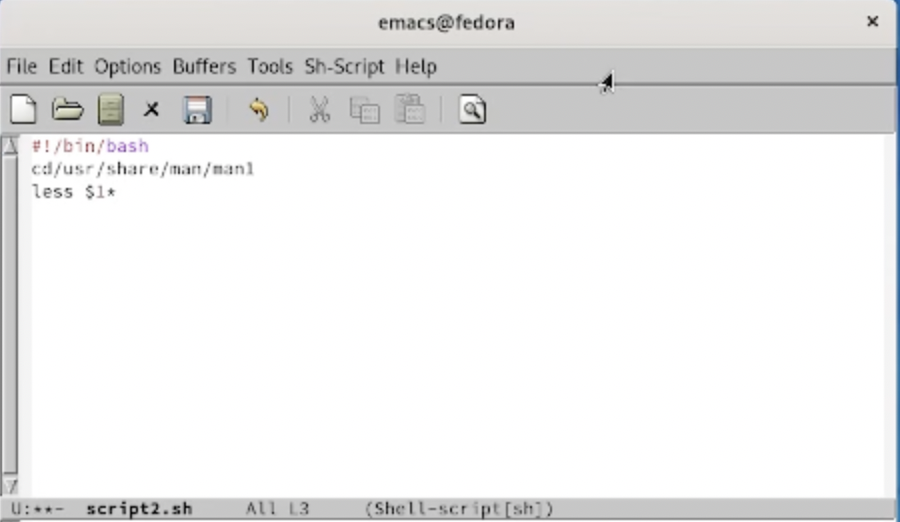 emacs@fedora ×
File Edit Options Buffers Tools Sh-Script Help
#!/bin/bash
cd/usr/share/man/man1
less $1*
U:**- script2.sh All L3 (Shell-script[sh])